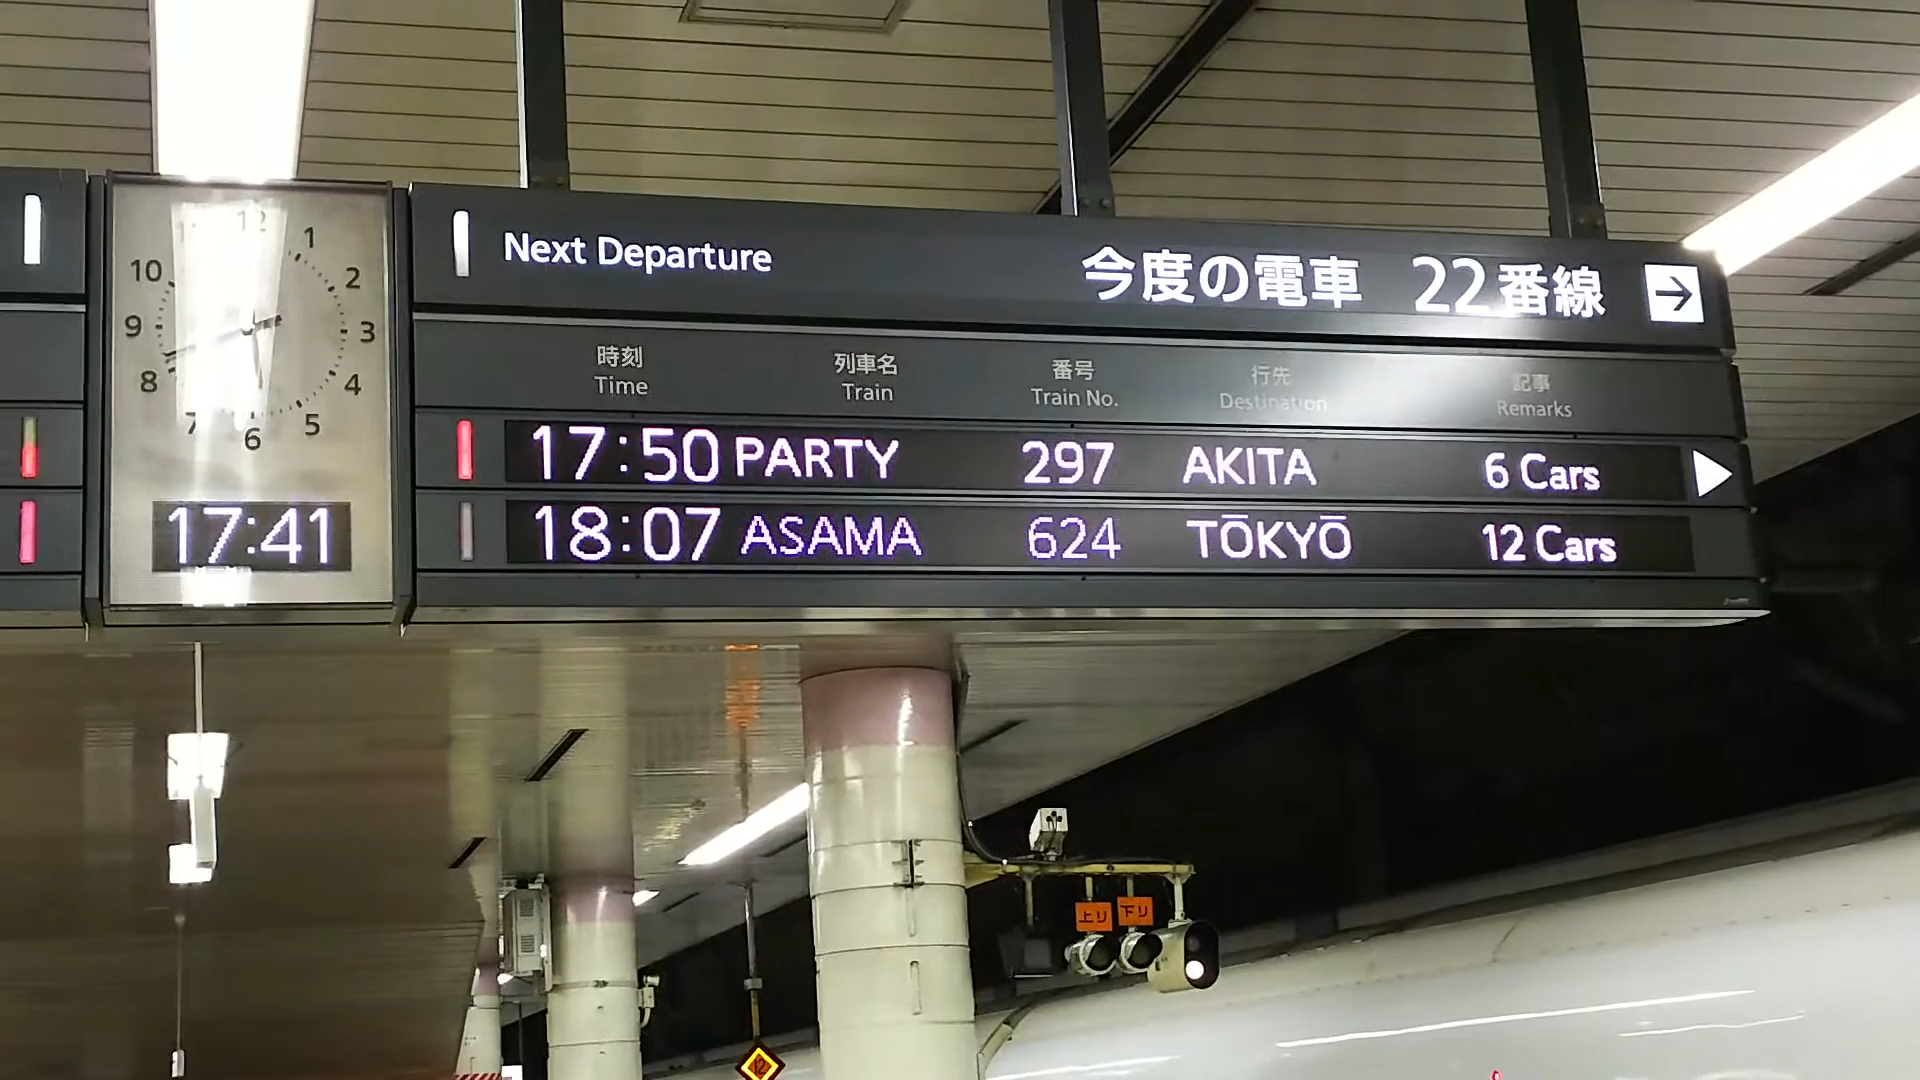 Next Departure 今度の電車 22番線 →
12
1
10 2
9 3
8 4
7 5
6
17:41
時刻 列車名 番号 行先 記事
Time Train Train No. Destination Remarks
17:50 PARTY 297 AKITA 6 Cars
18:07 ASAMA 624 TŌKYŌ 12 Cars
上り 下り
12